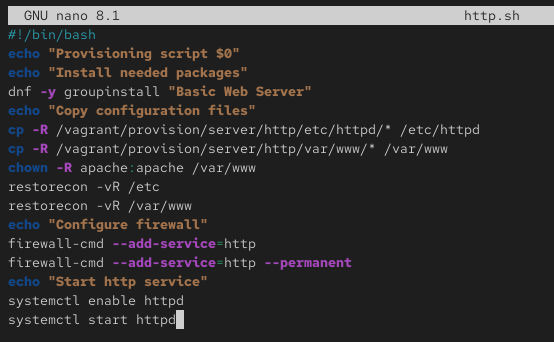 GNU nano 8.1 http.sh
#!/bin/bash
echo "Provisioning script $0"
echo "Install needed packages"
dnf -y groupinstall "Basic Web Server"
echo "Copy configuration files"
cp -R /vagrant/provision/server/http/etc/httpd/* /etc/httpd
cp -R /vagrant/provision/server/http/var/www/* /var/www
chown -R apache:apache /var/www
restorecon -vR /etc
restorecon -vR /var/www
echo "Configure firewall"
firewall-cmd --add-service=http
firewall-cmd --add-service=http --permanent
echo "Start http service"
systemctl enable httpd
systemctl start httpd